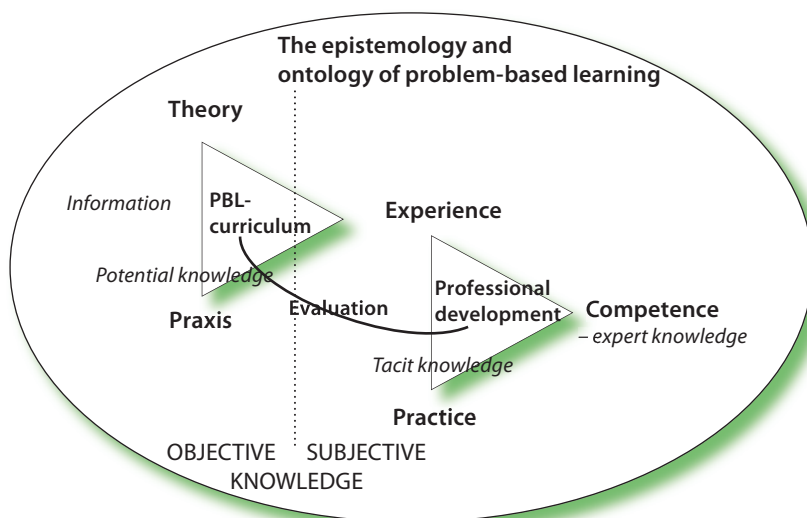 The epistemology and
ontology of problem-based learning
Theory
Information
PBL-
curriculum
Experience
Potential knowledge
Professional
development
Evaluation
Praxis
Competence
– expert knowledge
Tacit knowledge
Practice
OBJECTIVE SUBJECTIVE
KNOWLEDGE